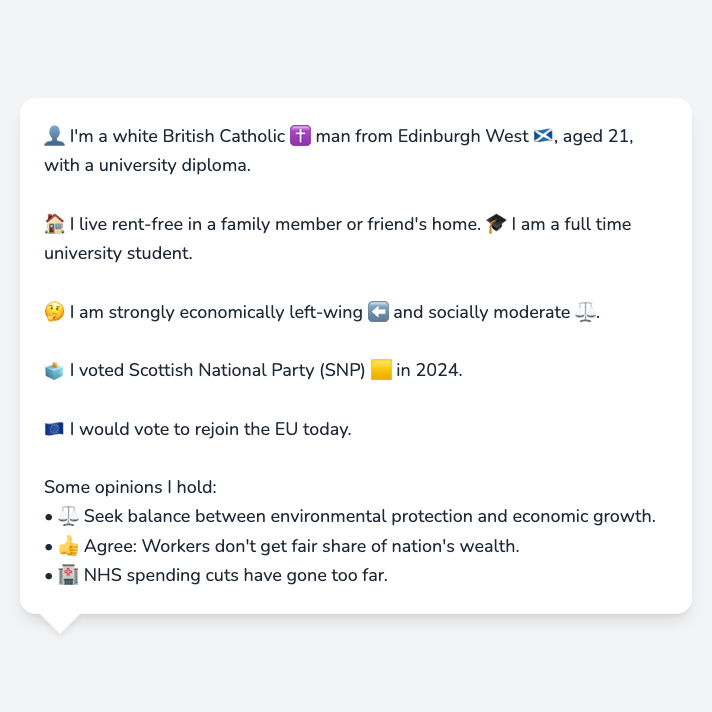 👤 I'm a white British Catholic ✝️ man from Edinburgh West 🏴󠁧󠁢󠁳󠁣󠁴󠁿, aged 21,
with a university diploma.
🏠 I live rent-free in a family member or friend's home. 🎓 I am a full time
university student.
🤔 I am strongly economically left-wing ⬅️ and socially moderate ⚖️.
🗳️ I voted Scottish National Party (SNP) 🟨 in 2024.
🇪🇺 I would vote to rejoin the EU today.
Some opinions I hold:
• ⚖️ Seek balance between environmental protection and economic growth.
• 👍 Agree: Workers don't get fair share of nation's wealth.
• 🏥 NHS spending cuts have gone too far.